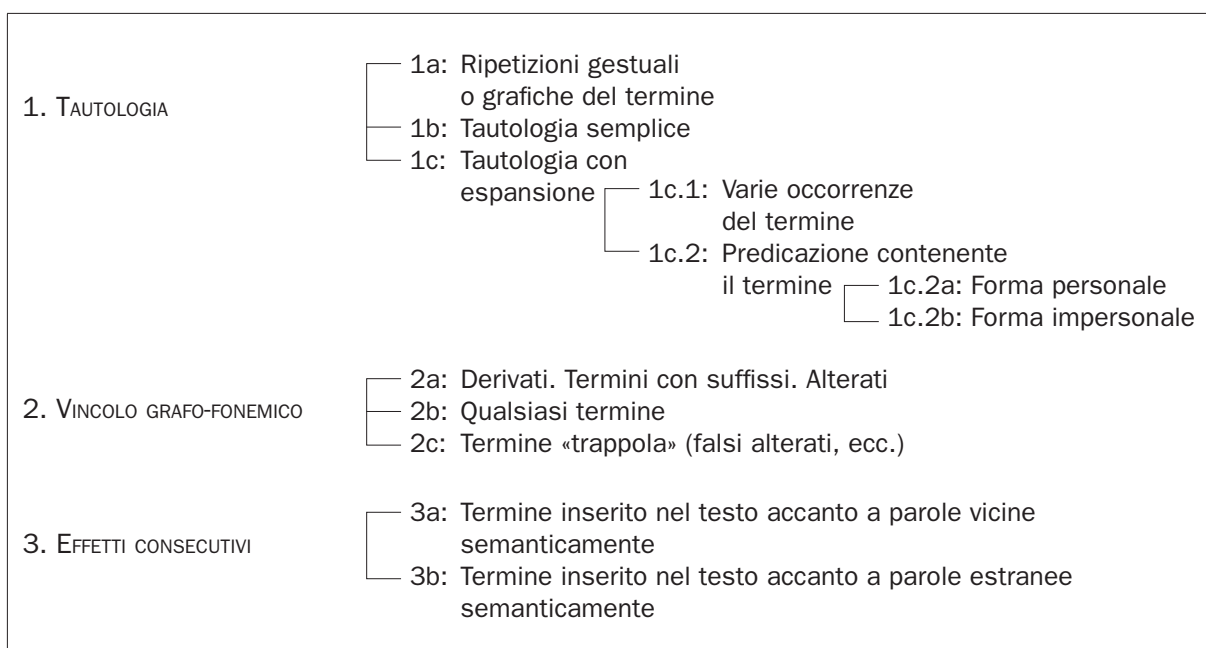 1a: Ripetizioni gestuali
o grafiche del termine
1. TAUTOLOGIA
1b: Tautologia semplice
1c: Tautologia con
espansione
1c.1: Varie occorrenze
del termine
1c.2: Predicazione contenente
il termine
1c.2a: Forma personale
1c.2b: Forma impersonale
2a: Derivati. Termini con suffissi. Alterati
2. VINCOLO GRAFO-FONEMICO
2b: Qualsiasi termine
2c: Termine «trappola» (falsi alterati, ecc.)
3a: Termine inserito nel testo accanto a parole vicine
semanticamente
3. EFFETTI CONSECUTIVI
3b: Termine inserito nel testo accanto a parole estranee
semanticamente